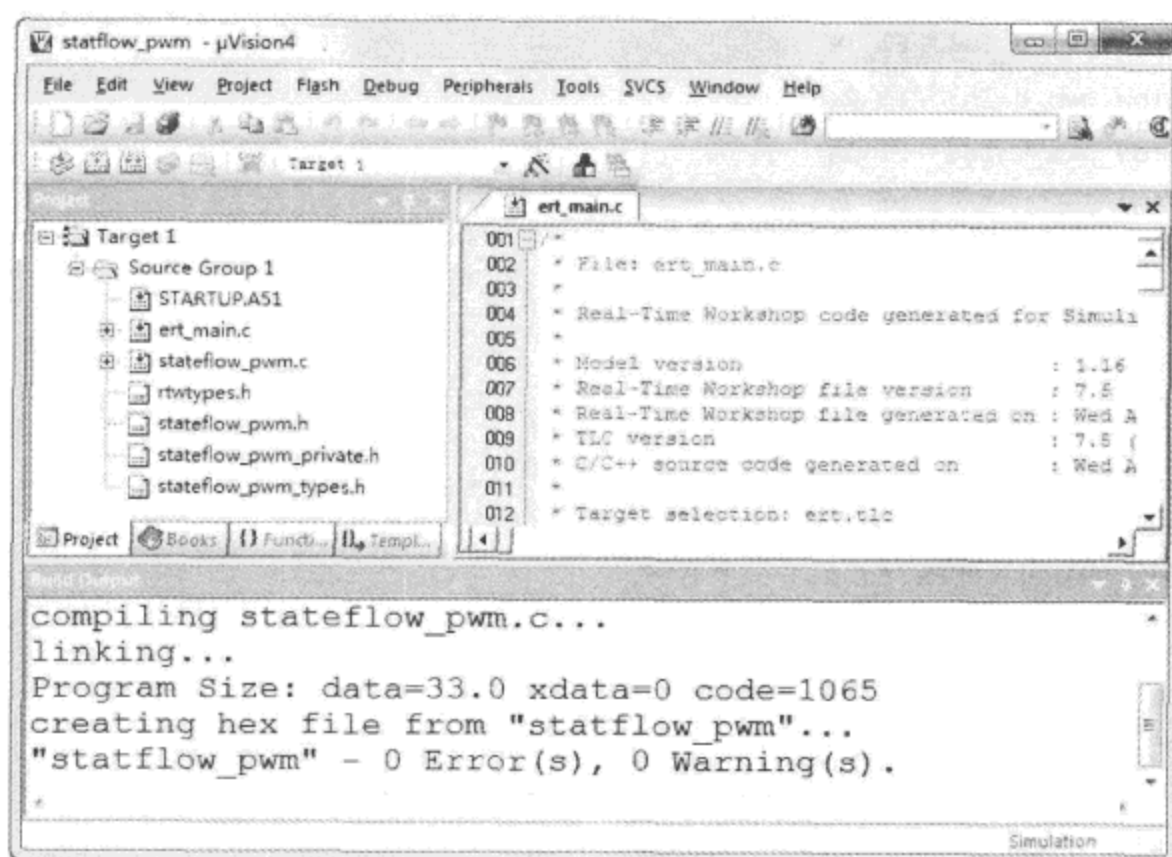 statflow_pwm - µVision4
File Edit View Project Flash Debug Peripherals Tools SVCS Window Help
Target 1
Project
ert_main.c
Target 1
Source Group 1
STARTUP.A51
ert_main.c
stateflow_pwm.c
rtwtypes.h
stateflow_pwm.h
stateflow_pwm_private.h
stateflow_pwm_types.h
Project Books {} Functi... Templ...
001 /*
002 * File: ert_main.c
003 *
004 * Real-Time Workshop code generated for Simuli
005 *
006 * Model version : 1.16
007 * Real-Time Workshop file version : 7.5
008 * Real-Time Workshop file generated on : Wed A
009 * TLC version : 7.5 (
010 * C/C++ source code generated on : Wed A
011 *
012 * Target selection: ert.tlc
Build Output
compiling stateflow_pwm.c...
linking...
Program Size: data=33.0 xdata=0 code=1065
creating hex file from "statflow_pwm"...
"statflow_pwm" - 0 Error(s), 0 Warning(s).
Simulation